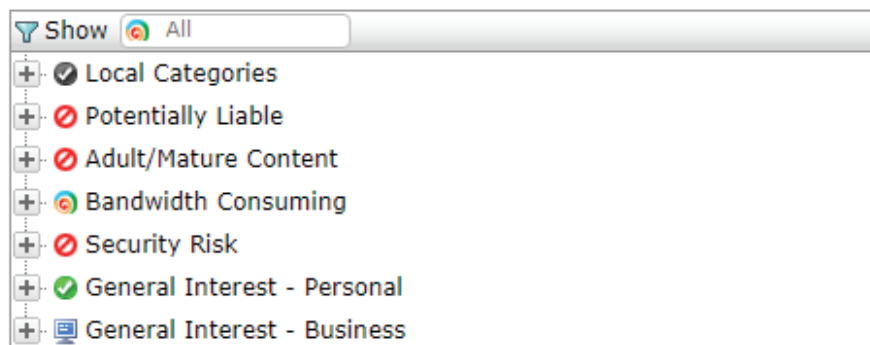 Show All
Local Categories
Potentially Liable
Adult/Mature Content
Bandwidth Consuming
Security Risk
General Interest - Personal
General Interest - Business